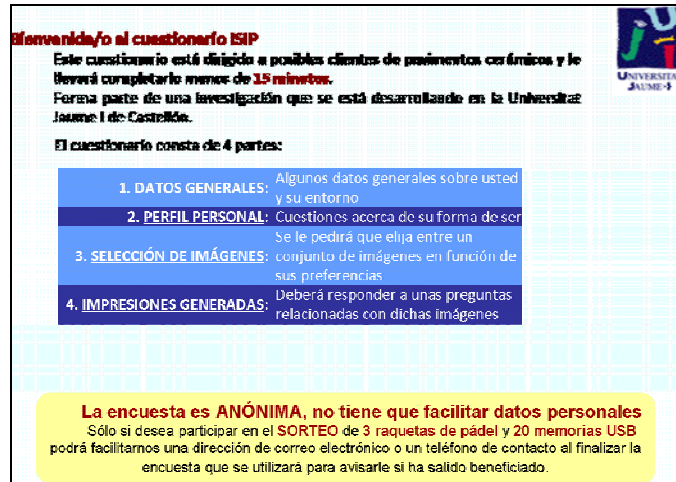 Bienvenida/o al cuestionario ISIP
Este cuestionario está dirigido a posibles clientes de pavimentos cerámicos y le
llevará completarlo menos de 15 minutos.
Forma parte de una investigación que se está desarrollando en la Universitat
Jaume I de Castellón.
El cuestionario consta de 4 partes:
1. DATOS GENERALES: Algunos datos generales sobre usted
y su entorno
2. PERFIL PERSONAL: Cuestiones acerca de su forma de ser
3. SELECCIÓN DE IMÁGENES: Se le pedirá que elija entre un
conjunto de imágenes en función de
sus preferencias
4. IMPRESIONES GENERADAS: Deberá responder a unas preguntas
relacionadas con dichas imágenes
UNIVERSITA
JAUME·I
La encuesta es ANÓNIMA, no tiene que facilitar datos personales
Sólo si desea participar en el SORTEO de 3 raquetas de pádel y 20 memorias USB
podrá facilitarnos una dirección de correo electrónico o un teléfono de contacto al finalizar la
encuesta que se utilizará para avisarle si ha salido beneficiado.